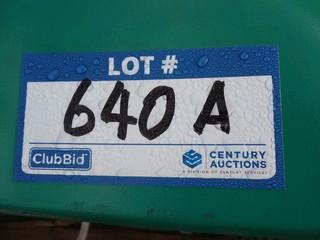 LOT #
640 A
ClubBid
CENTURY
AUCTIONS
A DIVISION OF CENTURY SERVICES